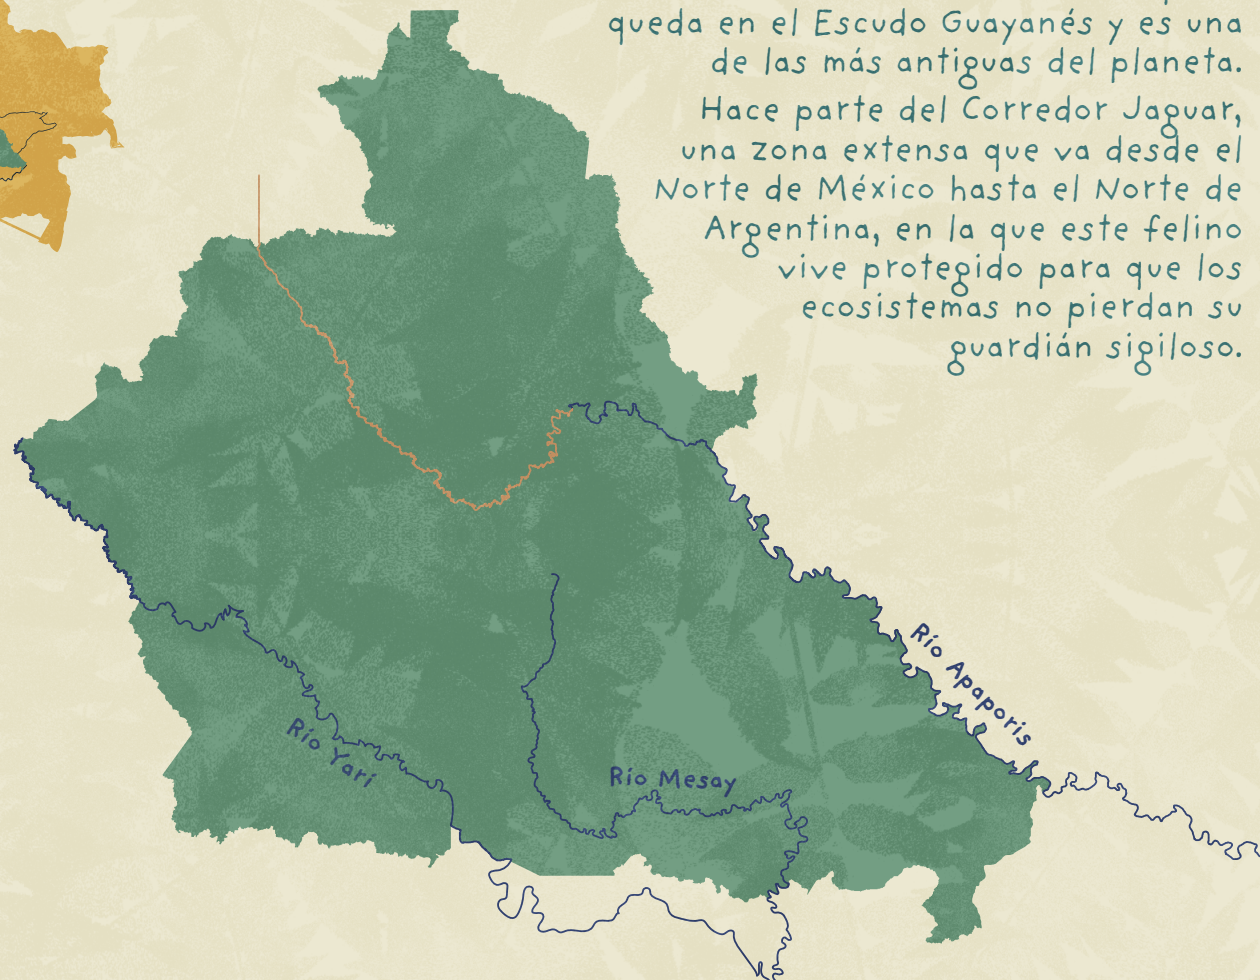 queda en el Escudo Guayanés y es una
de las más antiguas del planeta.
Hace parte del Corredor Jaguar,
una zona extensa que va desde el
Norte de México hasta el Norte de
Argentina, en la que este felino
vive protegido para que los
ecosistemas no pierdan su
guardián sigiloso.
Río Apaporis
Río Yarí
Río Mesay